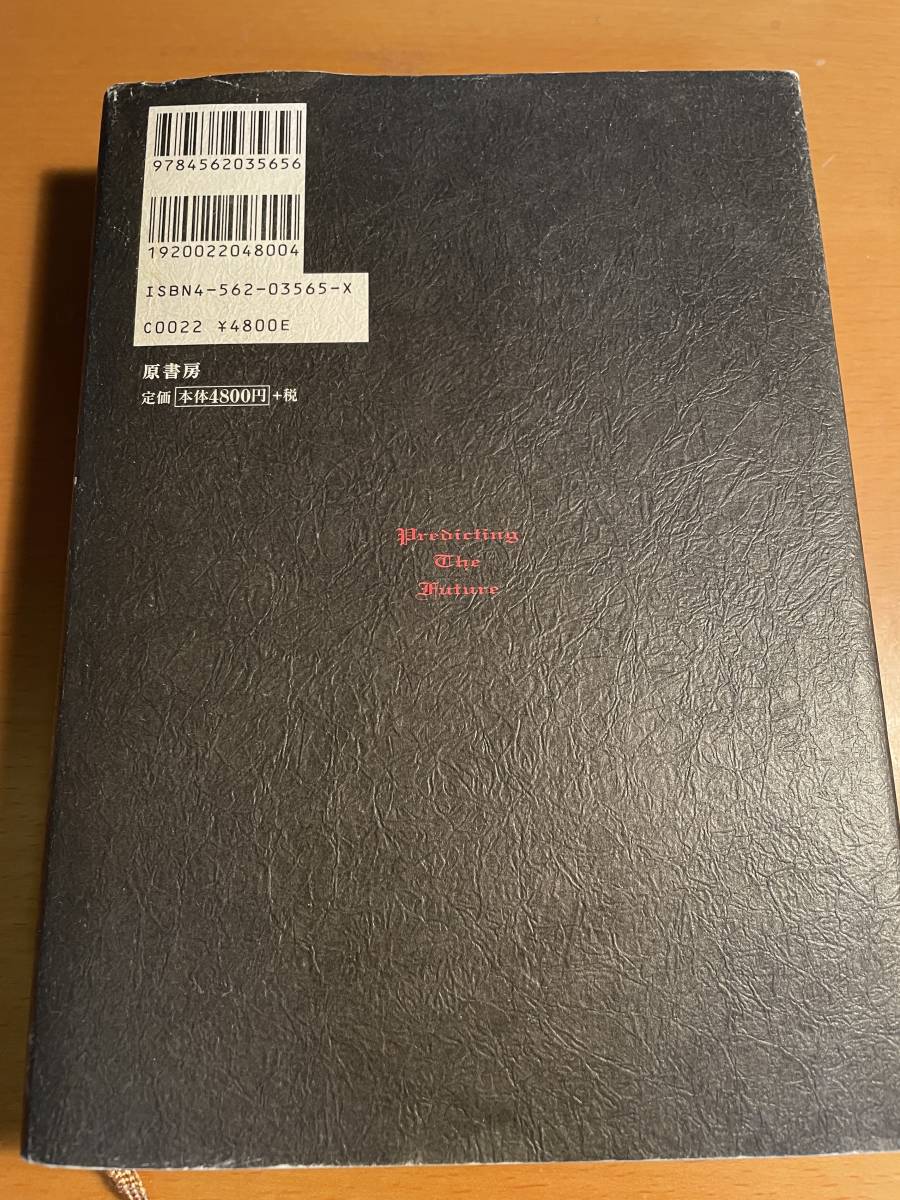 9784562035656
1920022048004
ISBN4-562-03565-X
C0022 ¥4800E
原書房
定価 本体4800円 +税
Predicting
The
Future